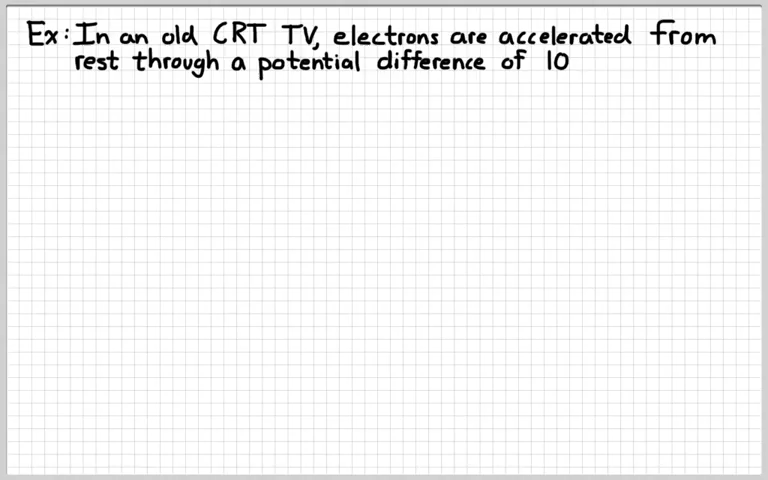 Ex: In an old CRT TV, electrons are accelerated from
rest through a potential difference of 10